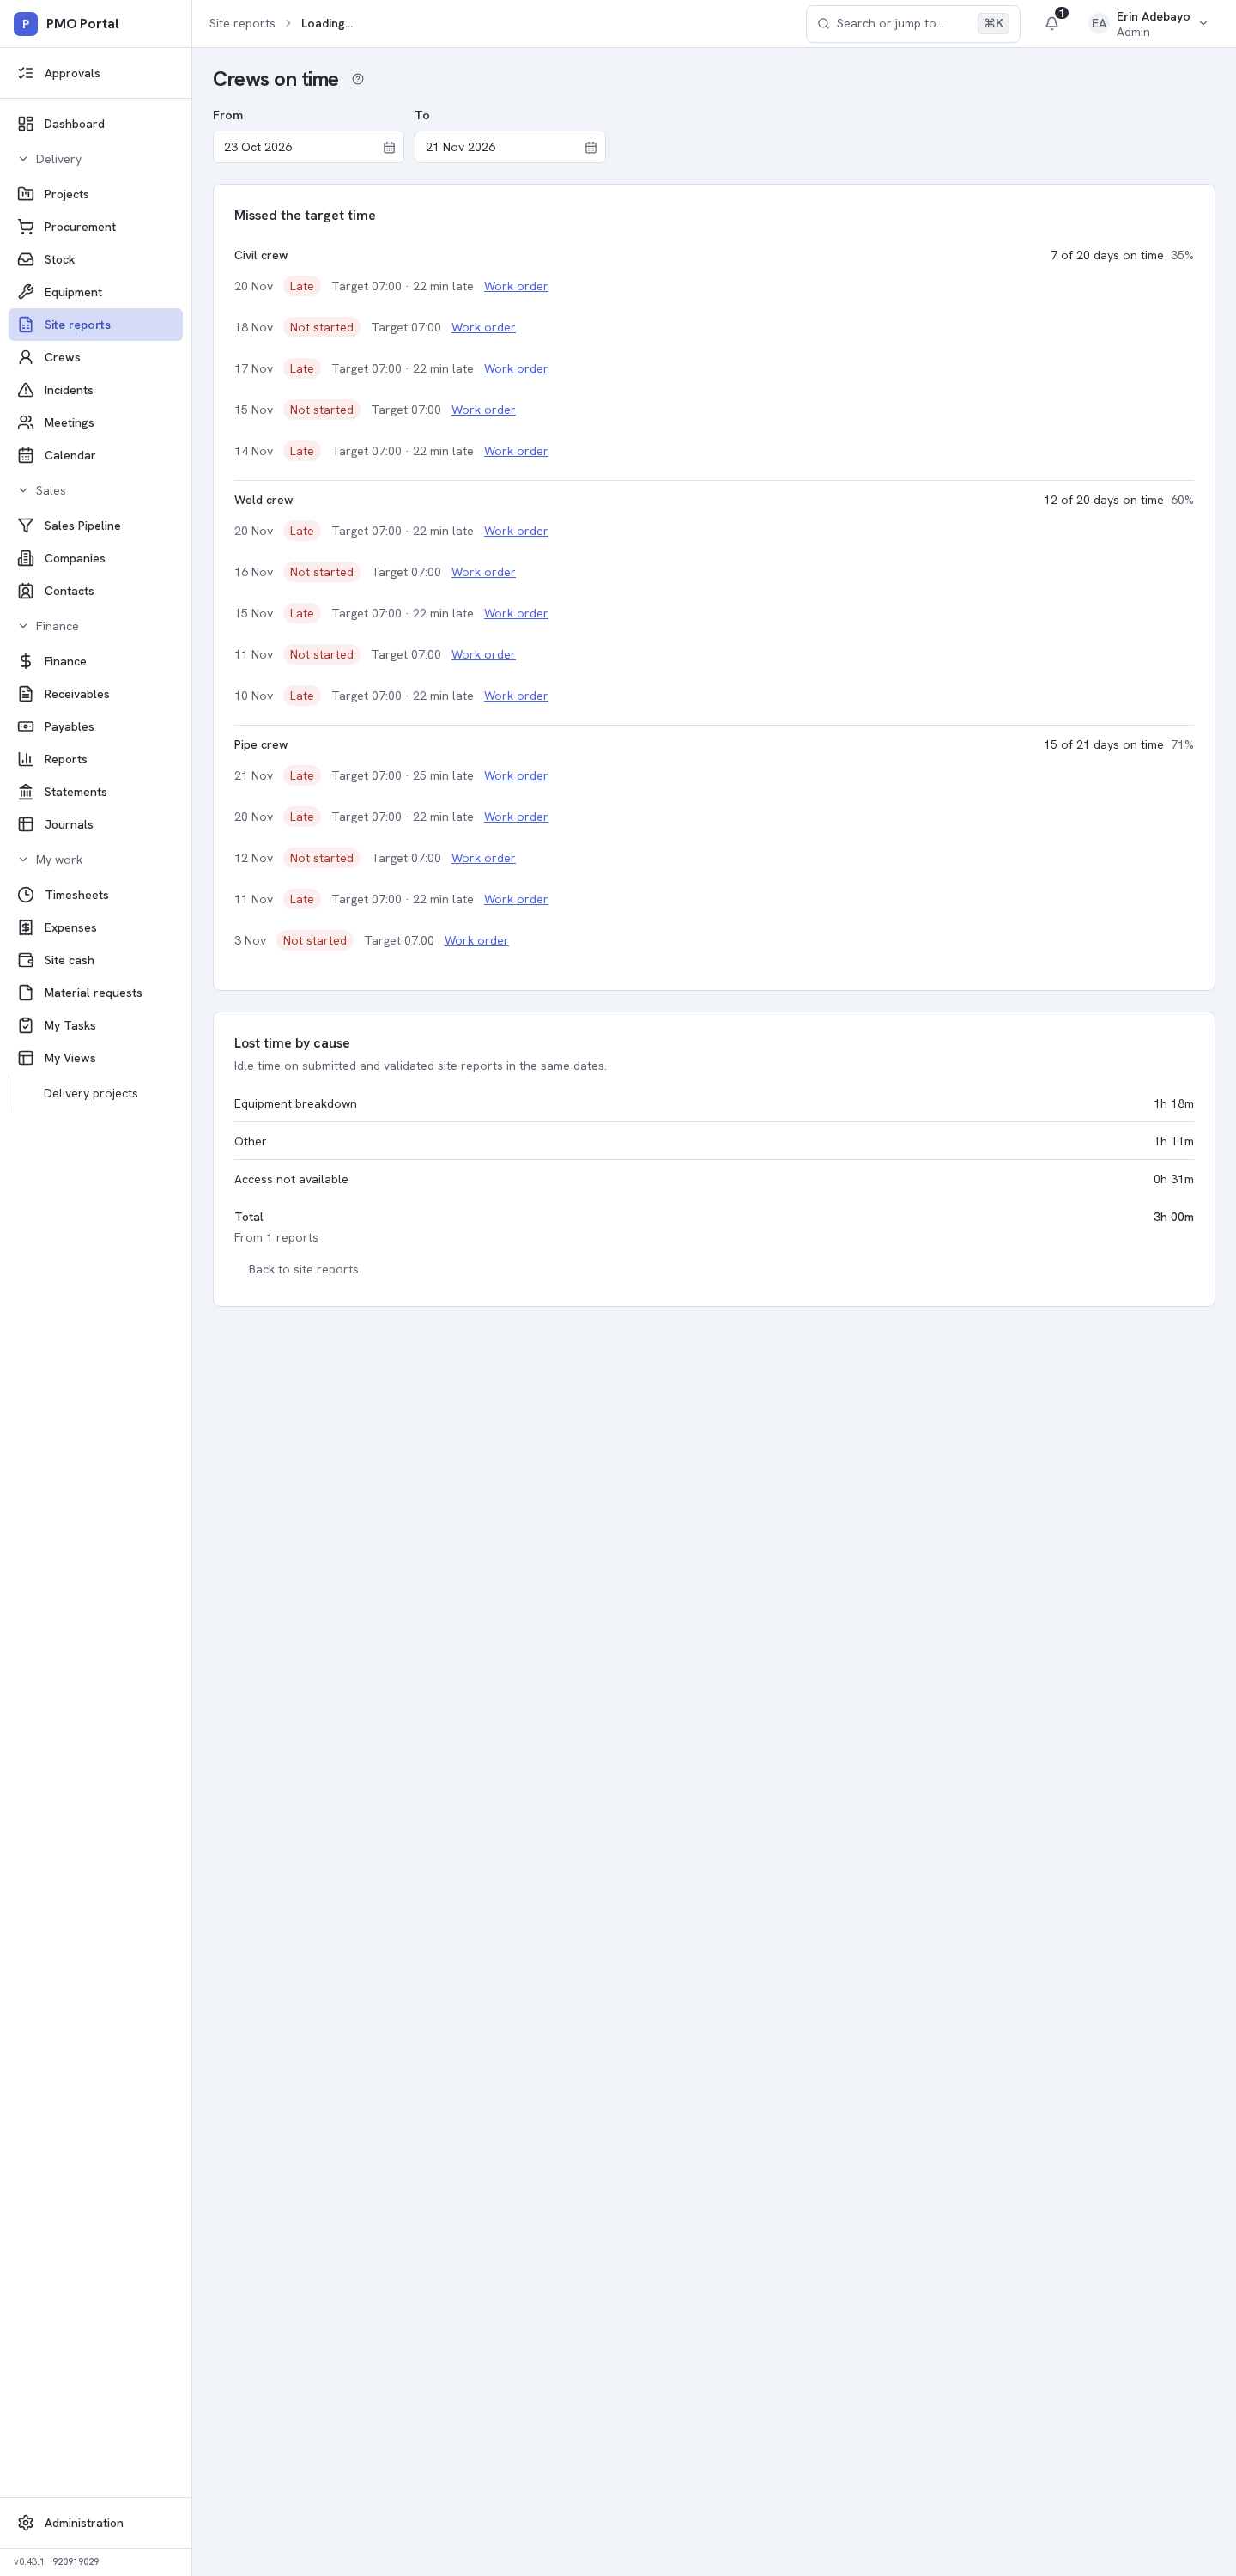 P PMO Portal
Site reports > Loading...
Search or jump to... ⌘K
1
EA Erin Adebayo
Admin
Approvals
Dashboard
Delivery
Projects
Procurement
Stock
Equipment
Site reports
Crews
Incidents
Meetings
Calendar
Sales
Sales Pipeline
Companies
Contacts
Finance
Finance
Receivables
Payables
Reports
Statements
Journals
My work
Timesheets
Expenses
Site cash
Material requests
My Tasks
My Views
Delivery projects
Administration
v0.43.1 · 920919029
Crews on time
From To
23 Oct 2026 21 Nov 2026
Missed the target time
Civil crew 7 of 20 days on time 35%
20 Nov Late Target 07:00 · 22 min late Work order
18 Nov Not started Target 07:00 Work order
17 Nov Late Target 07:00 · 22 min late Work order
15 Nov Not started Target 07:00 Work order
14 Nov Late Target 07:00 · 22 min late Work order
Weld crew 12 of 20 days on time 60%
20 Nov Late Target 07:00 · 22 min late Work order
16 Nov Not started Target 07:00 Work order
15 Nov Late Target 07:00 · 22 min late Work order
11 Nov Not started Target 07:00 Work order
10 Nov Late Target 07:00 · 22 min late Work order
Pipe crew 15 of 21 days on time 71%
21 Nov Late Target 07:00 · 25 min late Work order
20 Nov Late Target 07:00 · 22 min late Work order
12 Nov Not started Target 07:00 Work order
11 Nov Late Target 07:00 · 22 min late Work order
3 Nov Not started Target 07:00 Work order
Lost time by cause
Idle time on submitted and validated site reports in the same dates.
Equipment breakdown 1h 18m
Other 1h 11m
Access not available 0h 31m
Total 3h 00m
From 1 reports
Back to site reports